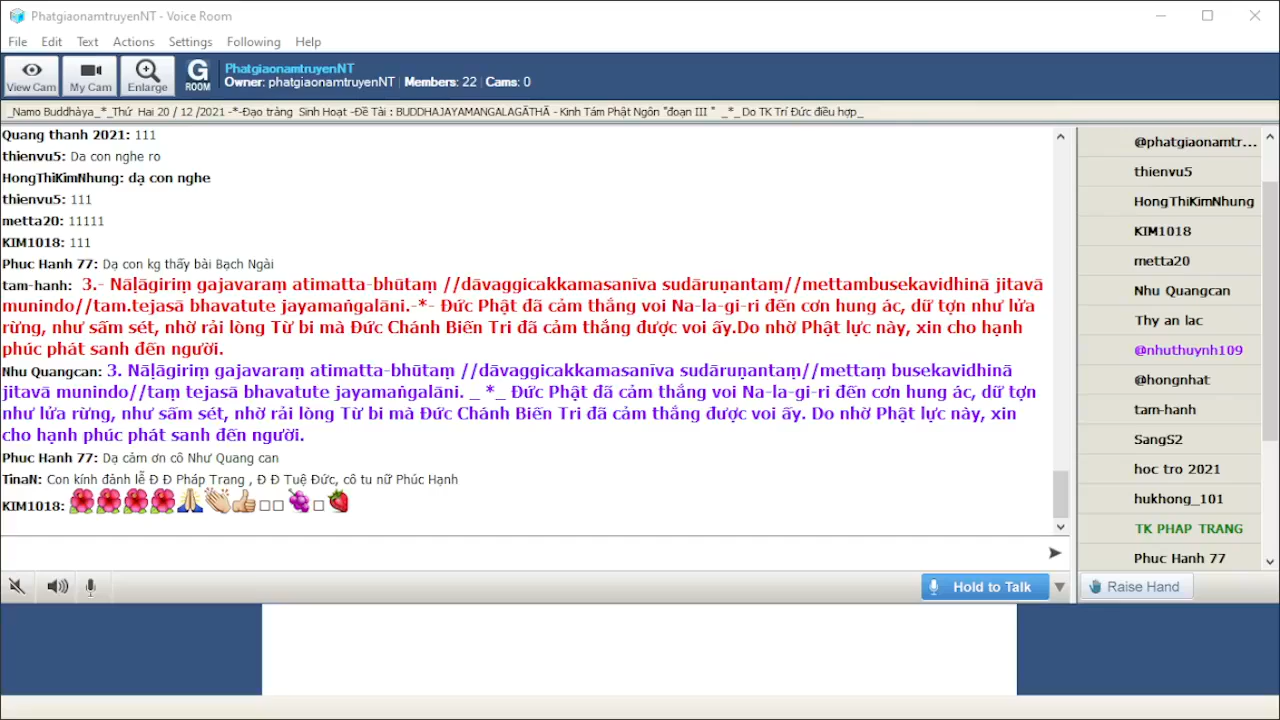 PhatgiaonamtruyenNT - Voice Room
File Edit Text Actions Settings Following Help
View Cam
My Cam
Enlarge
G
ROOM
PhatgiaonamtruyenNT
Owner: phatgiaonamtruyenNT | Members: 22 | Cams: 0
_Namo Buddhàya_*_Thứ Hai 20 / 12 /2021 -*-Đạo tràng Sinh Hoạt -Đề Tài : BUDDHAJAYAMANGALAGĀTHĀ - Kinh Tám Phật Ngôn "đoạn III " _*_ Do TK Trí Đức điều hợp_
Quang thanh 2021: 111
thienvu5: Da con nghe ro
HongThiKimNhung: dạ con nghe
thienvu5: 111
metta20: 11111
KIM1018: 111
Phuc Hanh 77: Dạ con kg thấy bài Bạch Ngài
tam-hanh: 3.- Nāḷāgiriṃ gajavaraṃ atimatta-bhūtaṃ //dāvaggicakkamasanīva sudāruṇantaṃ//mettambusekavidhinā jitavā
munindo//tam.tejasā bhavatute jayamaṅgalāni.-*- Đức Phật đã cảm thắng voi Na-la-gi-ri đến cơn hung ác, dữ tợn như lửa
rừng, như sấm sét, nhờ rải lòng Từ bi mà Đức Chánh Biến Tri đã cảm thắng được voi ấy.Do nhờ Phật lực này, xin cho hạnh
phúc phát sanh đến người.
Nhu Quangcan: 3. Nāḷāgiriṃ gajavaraṃ atimatta-bhūtaṃ //dāvaggicakkamasanīva sudāruṇantaṃ//mettaṃ busekavidhinā
jitavā munindo//taṃ tejasā bhavatute jayamaṅgalāni. _ *_ Đức Phật đã cảm thắng voi Na-la-gi-ri đến cơn hung ác, dữ tợn
như lửa rừng, như sấm sét, nhờ rải lòng Từ bi mà Đức Chánh Biến Tri đã cảm thắng được voi ấy. Do nhờ Phật lực này, xin
cho hạnh phúc phát sanh đến người.
Phuc Hanh 77: Dạ cảm ơn cô Như Quang can
TinaN: Con kính đảnh lễ Đ Đ Pháp Trang , Đ Đ Tuệ Đức, cô tu nữ Phúc Hạnh
KIM1018: 🌺🌺🌺🌺🙏👏👍□□🍇□🍓
@phatgiaonamtr...
thienvu5
HongThiKimNhung
KIM1018
metta20
Nhu Quangcan
Thy an lac
@nhuthuynh109
@hongnhat
tam-hanh
SangS2
hoc tro 2021
hukhong_101
TK PHAP TRANG
Phuc Hanh 77
Hold to Talk
Raise Hand